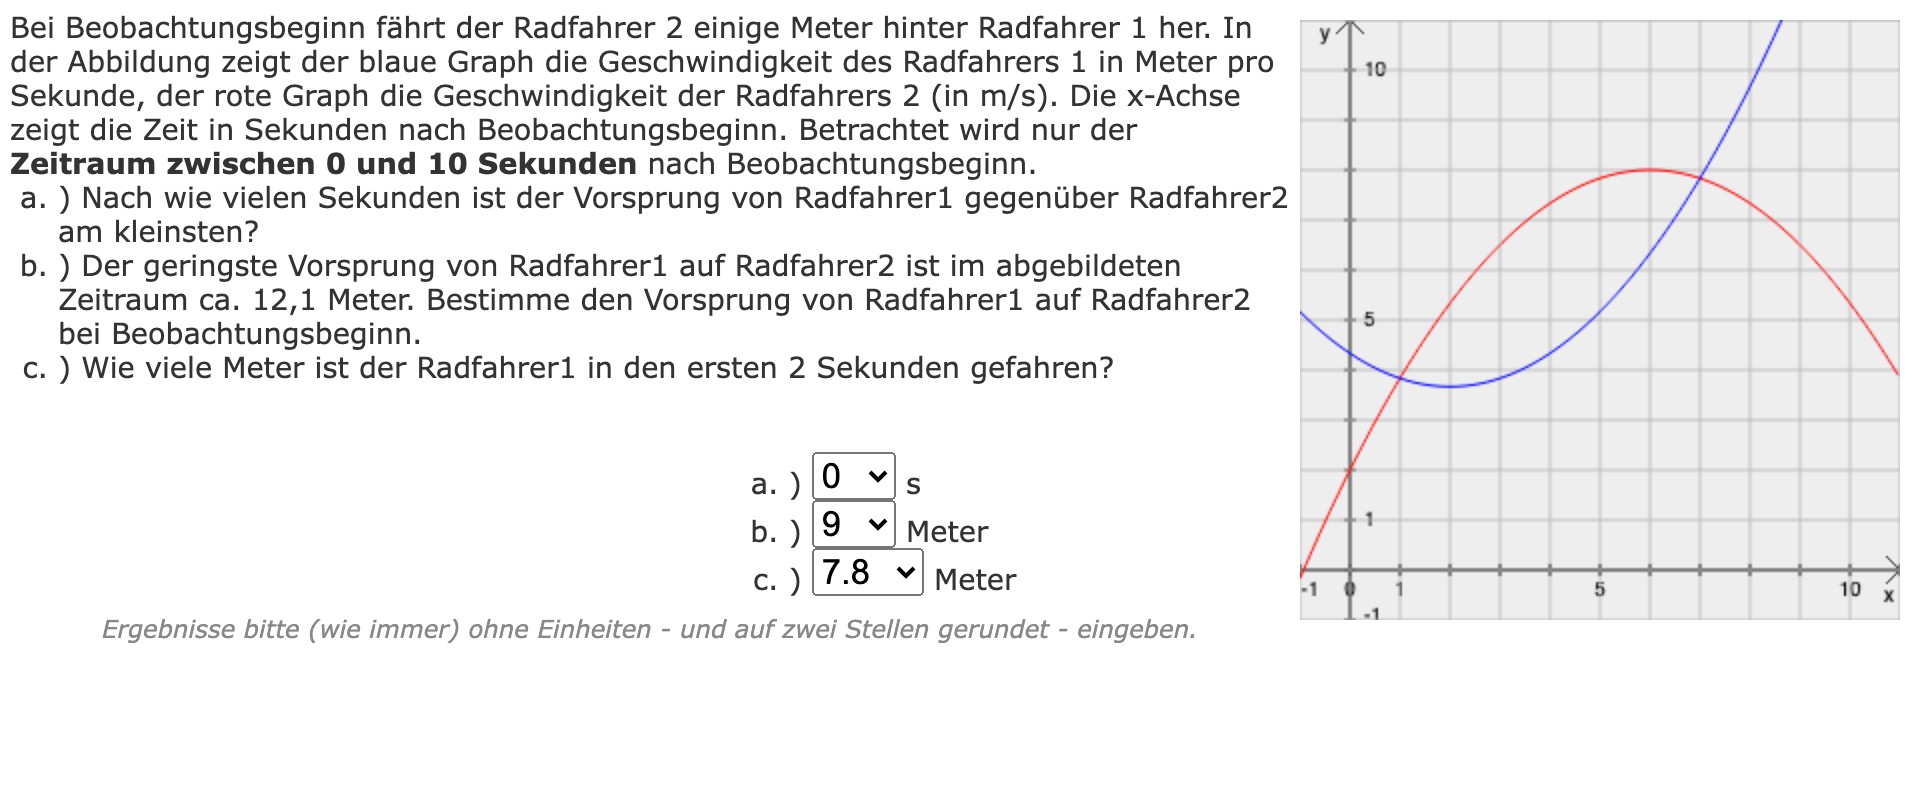 Bei Beobachtungsbeginn fährt der Radfahrer 2 einige Meter hinter Radfahrer 1 her. In
der Abbildung zeigt der blaue Graph die Geschwindigkeit des Radfahrers 1 in Meter pro
Sekunde, der rote Graph die Geschwindigkeit der Radfahrers 2 (in m/s). Die x-Achse
zeigt die Zeit in Sekunden nach Beobachtungsbeginn. Betrachtet wird nur der
Zeitraum zwischen 0 und 10 Sekunden nach Beobachtungsbeginn.
a. ) Nach wie vielen Sekunden ist der Vorsprung von Radfahrer1 gegenüber Radfahrer2
am kleinsten?
b. ) Der geringste Vorsprung von Radfahrer1 auf Radfahrer2 ist im abgebildeten
Zeitraum ca. 12,1 Meter. Bestimme den Vorsprung von Radfahrer1 auf Radfahrer2
bei Beobachtungsbeginn.
c. ) Wie viele Meter ist der Radfahrer1 in den ersten 2 Sekunden gefahren?
a. ) 0 s
b. ) 9 Meter
c. ) 7.8 Meter
Ergebnisse bitte (wie immer) ohne Einheiten - und auf zwei Stellen gerundet - eingeben.
y
10
5
1
-1 0 1 5 10 x
-1